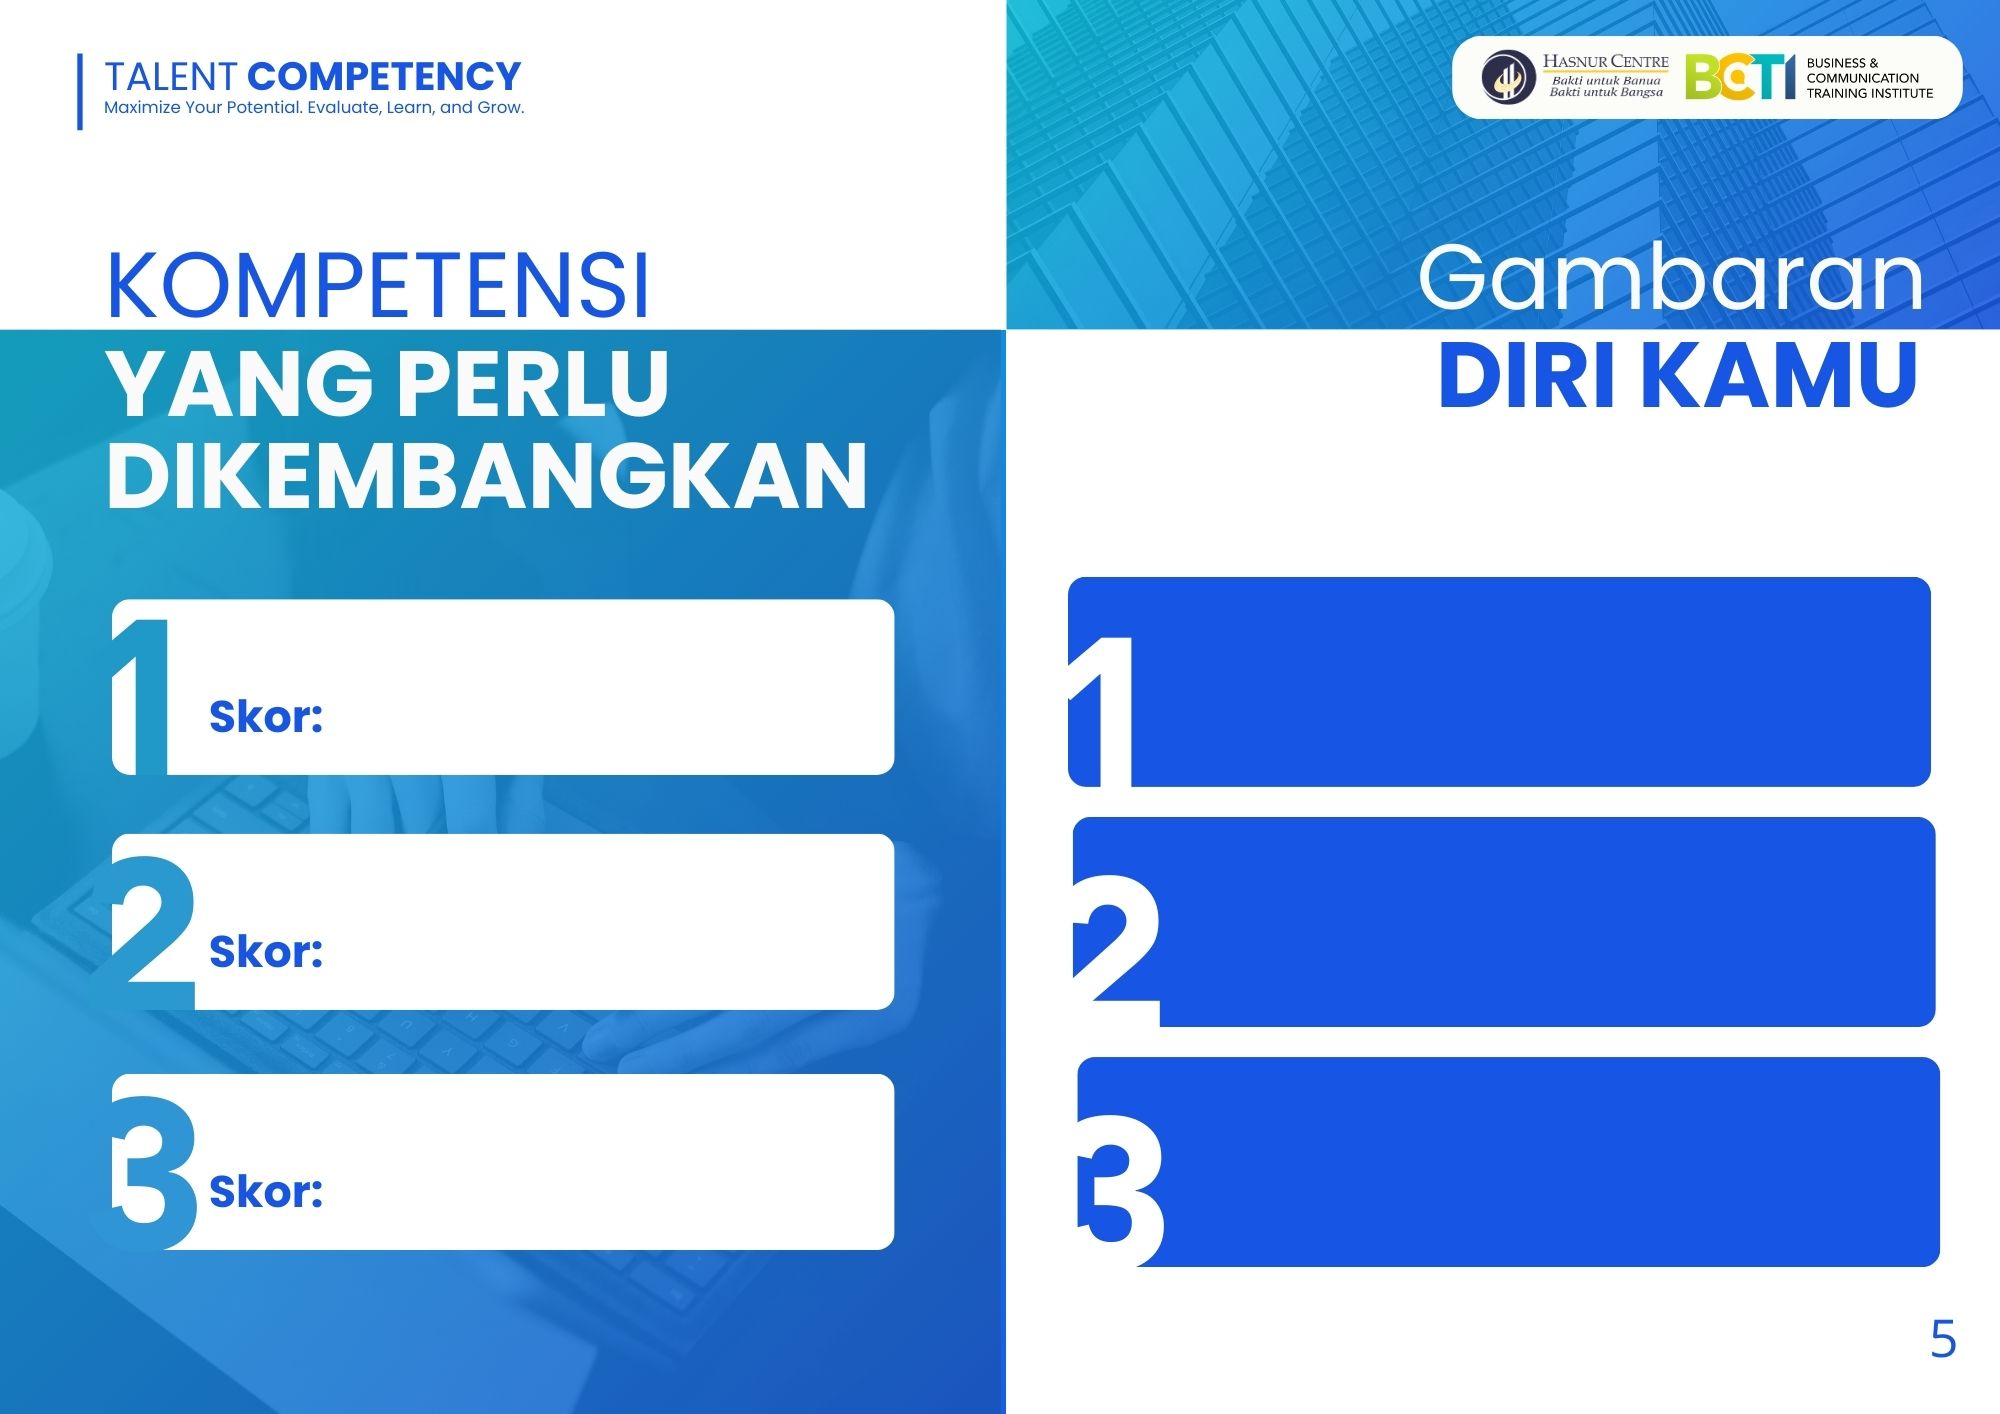 TALENT COMPETENCY
Maximize Your Potential. Evaluate, Learn, and Grow.
HASNUR CENTRE
Bakti untuk Banua
Bakti untuk Bangsa
BCTI
BUSINESS &
COMMUNICATION
TRAINING INSTITUTE
KOMPETENSI
YANG PERLU
DIKEMBANGKAN
1
Skor:
2
Skor:
3
Skor:
Gambaran
DIRI KAMU
1
2
3
5